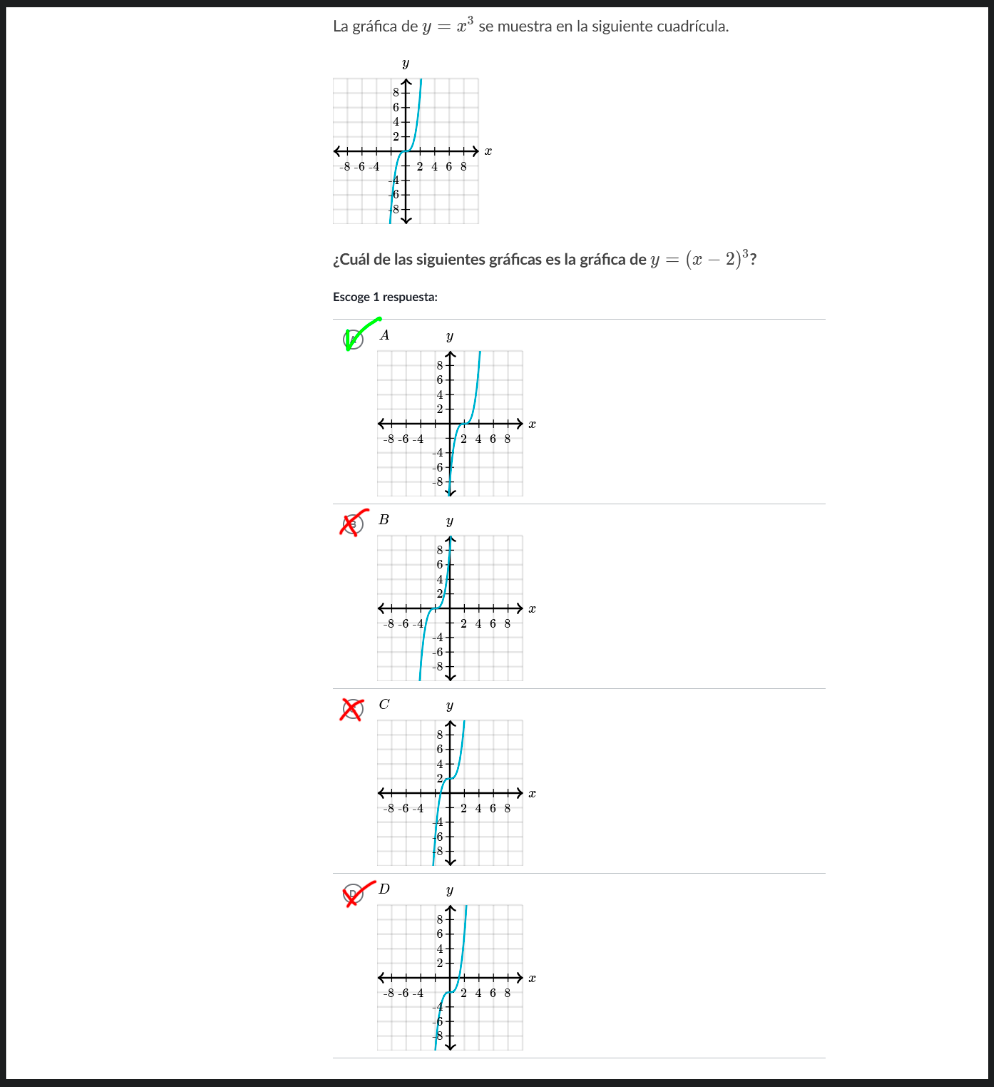 La gráfica de y = x³ se muestra en la siguiente cuadrícula.
y
8
6
4
2
x
-8 -6 -4 2 4 6 8
-4
-6
-8
¿Cuál de las siguientes gráficas es la gráfica de y = (x − 2)³?
Escoge 1 respuesta:
A y
8
6
4
2
x
-8 -6 -4 2 4 6 8
-4
-6
-8
B y
8
6
4
2
x
-8 -6 -4 2 4 6 8
-4
-6
-8
C y
8
6
4
2
x
-8 -6 -4 2 4 6 8
-4
-6
-8
D y
8
6
4
2
x
-8 -6 -4 2 4 6 8
-4
-6
-8